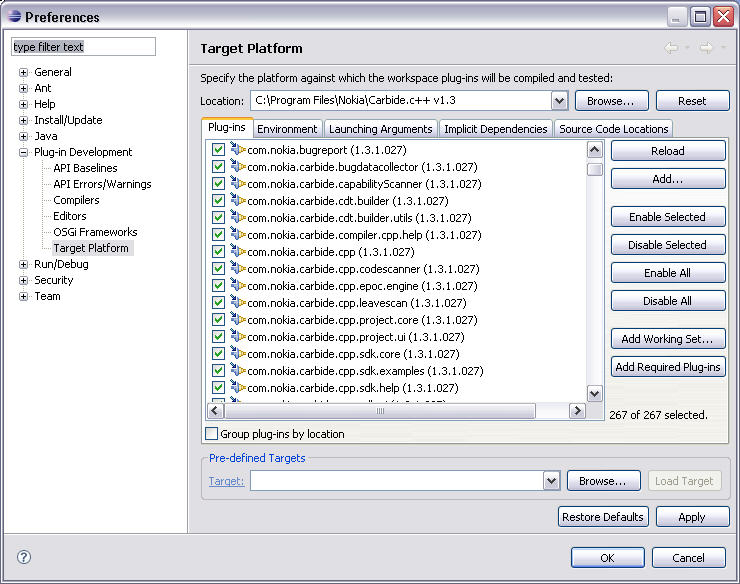 Preferences
type filter text
General
Ant
Help
Install/Update
Java
Plug-in Development
API Baselines
API Errors/Warnings
Compilers
Editors
OSGi Frameworks
Target Platform
Run/Debug
Security
Team
Target Platform
Specify the platform against which the workspace plug-ins will be compiled and tested:
Location: C:\Program Files\Nokia\Carbide.c++ v1.3 Browse... Reset
Plug-ins Environment Launching Arguments Implicit Dependencies Source Code Locations
com.nokia.bugreport (1.3.1.027)
com.nokia.carbide.bugdatacollector (1.3.1.027)
com.nokia.carbide.capabilityScanner (1.3.1.027)
com.nokia.carbide.cdt.builder (1.3.1.027)
com.nokia.carbide.cdt.builder.utils (1.3.1.027)
com.nokia.carbide.compiler.cpp.help (1.3.1.027)
com.nokia.carbide.cpp (1.3.1.027)
com.nokia.carbide.cpp.codescanner (1.3.1.027)
com.nokia.carbide.cpp.epoc.engine (1.3.1.027)
com.nokia.carbide.cpp.leavescan (1.3.1.027)
com.nokia.carbide.cpp.project.core (1.3.1.027)
com.nokia.carbide.cpp.project.ui (1.3.1.027)
com.nokia.carbide.cpp.sdk.core (1.3.1.027)
com.nokia.carbide.cpp.sdk.examples (1.3.1.027)
com.nokia.carbide.cpp.sdk.help (1.3.1.027)
Reload
Add...
Enable Selected
Disable Selected
Enable All
Disable All
Add Working Set...
Add Required Plug-ins
267 of 267 selected.
Group plug-ins by location
Pre-defined Targets
Target: Browse... Load Target
Restore Defaults Apply
? OK Cancel